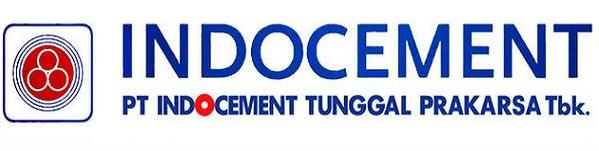 INDOCEMENT
PT INDOCEMENT TUNGGAL PRAKARSA Tbk.